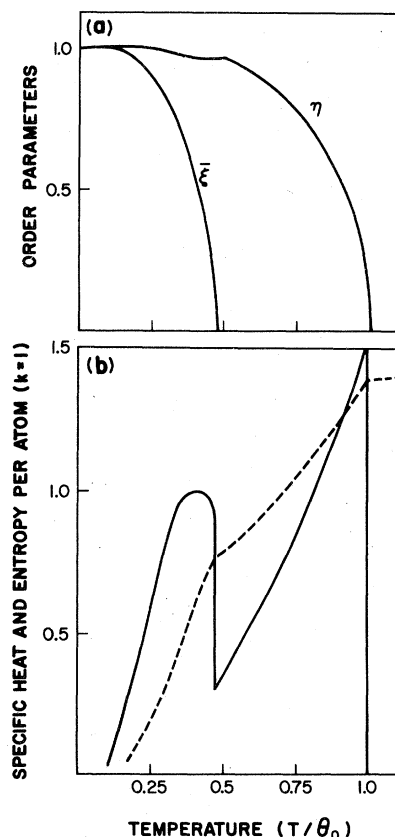 (a)
1.0
0.5
ORDER PARAMETERS
ξ̄
η
(b)
1.5
1.0
0.5
SPECIFIC HEAT AND ENTROPY PER ATOM (k=1)
0.25 0.5 0.75 1.0
TEMPERATURE (T/θ₀)